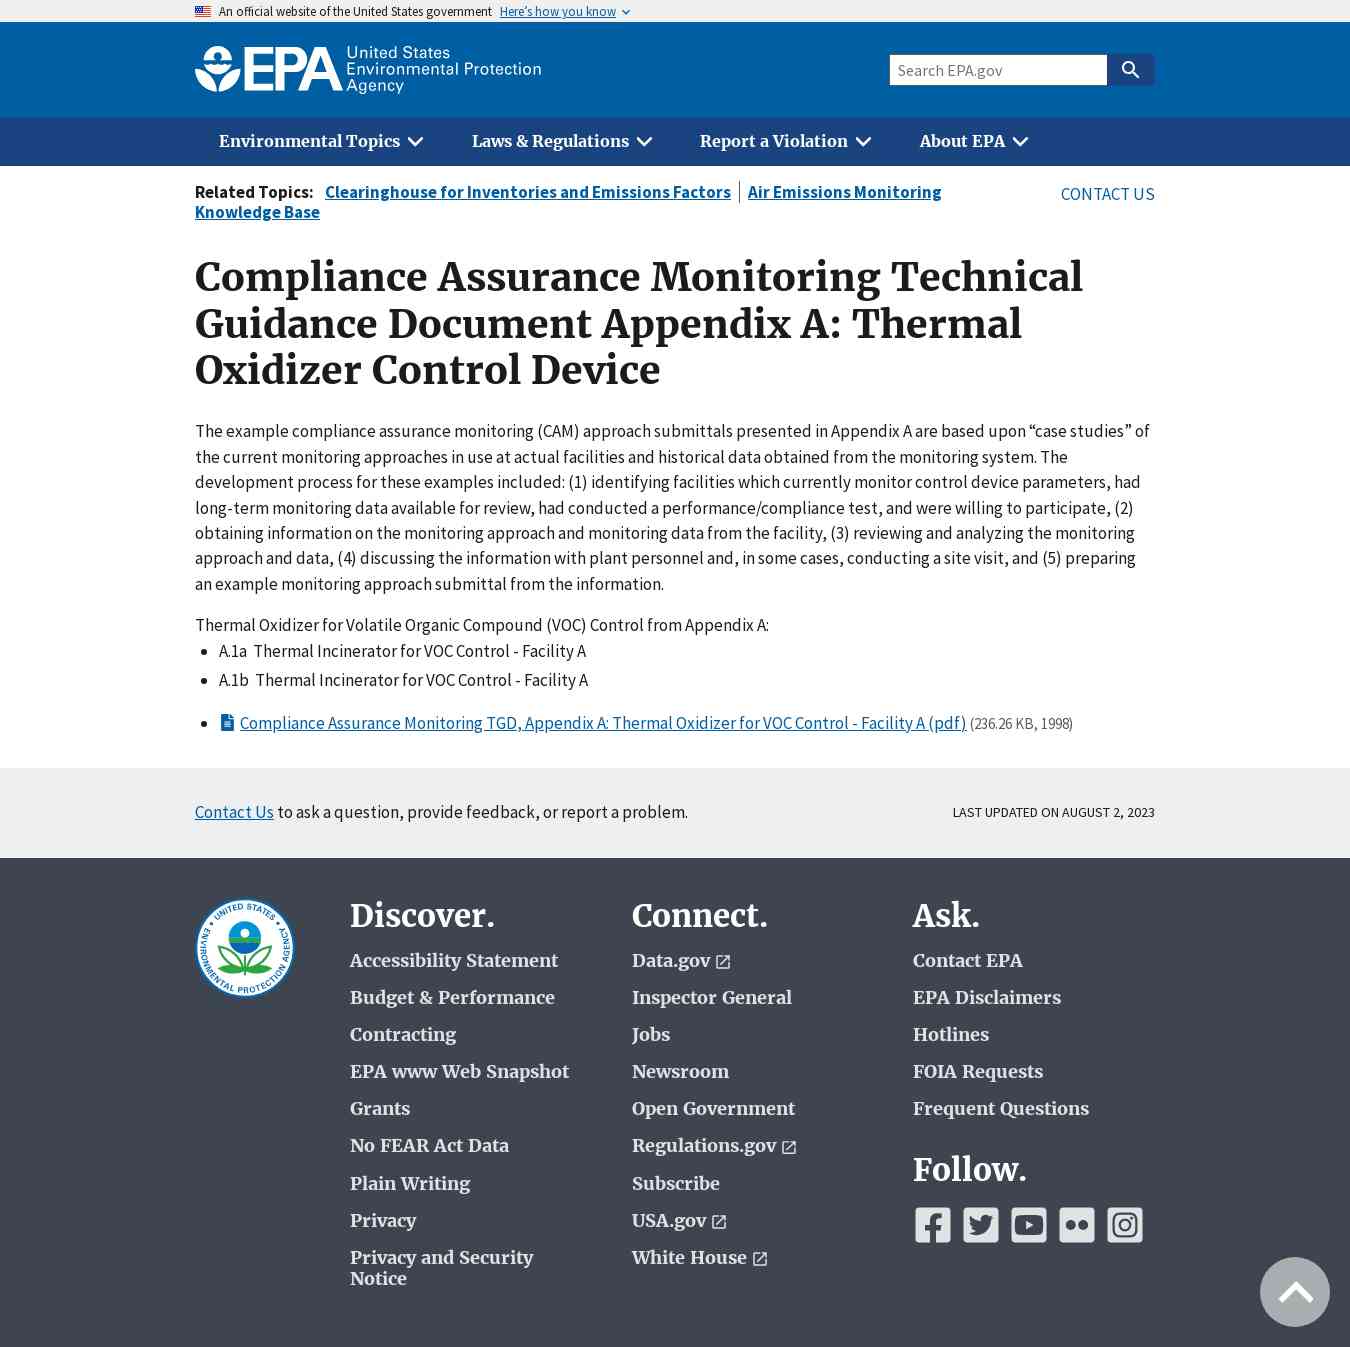 An official website of the United States government Here's how you know
EPA United States
Environmental Protection
Agency
Search EPA.gov
Environmental Topics Laws & Regulations Report a Violation About EPA
Related Topics: Clearinghouse for Inventories and Emissions Factors Air Emissions Monitoring
Knowledge Base
CONTACT US
Compliance Assurance Monitoring Technical
Guidance Document Appendix A: Thermal
Oxidizer Control Device
The example compliance assurance monitoring (CAM) approach submittals presented in Appendix A are based upon “case studies” of
the current monitoring approaches in use at actual facilities and historical data obtained from the monitoring system. The
development process for these examples included: (1) identifying facilities which currently monitor control device parameters, had
long-term monitoring data available for review, had conducted a performance/compliance test, and were willing to participate, (2)
obtaining information on the monitoring approach and monitoring data from the facility, (3) reviewing and analyzing the monitoring
approach and data, (4) discussing the information with plant personnel and, in some cases, conducting a site visit, and (5) preparing
an example monitoring approach submittal from the information.
Thermal Oxidizer for Volatile Organic Compound (VOC) Control from Appendix A:
• A.1a Thermal Incinerator for VOC Control - Facility A
• A.1b Thermal Incinerator for VOC Control - Facility A
• Compliance Assurance Monitoring TGD, Appendix A: Thermal Oxidizer for VOC Control - Facility A (pdf) (236.26 KB, 1998)
Contact Us to ask a question, provide feedback, or report a problem.
LAST UPDATED ON AUGUST 2, 2023
UNITED STATES
ENVIRONMENTAL PROTECTION AGENCY
Discover.
Accessibility Statement
Budget & Performance
Contracting
EPA www Web Snapshot
Grants
No FEAR Act Data
Plain Writing
Privacy
Privacy and Security
Notice
Connect.
Data.gov
Inspector General
Jobs
Newsroom
Open Government
Regulations.gov
Subscribe
USA.gov
White House
Ask.
Contact EPA
EPA Disclaimers
Hotlines
FOIA Requests
Frequent Questions
Follow.